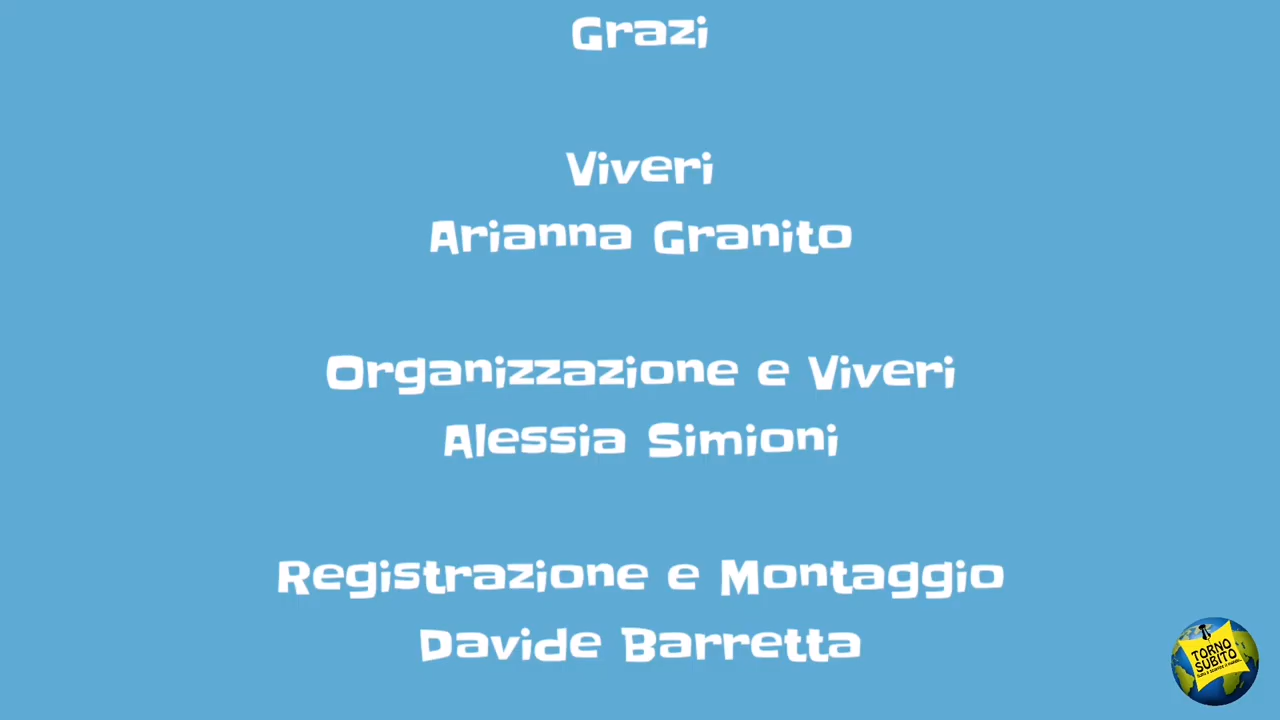 Grazi
Viveri
Arianna Granito
Organizzazione e Viveri
Alessia Simioni
Registrazione e Montaggio
Davide Barretta
TORNO
SUBITO